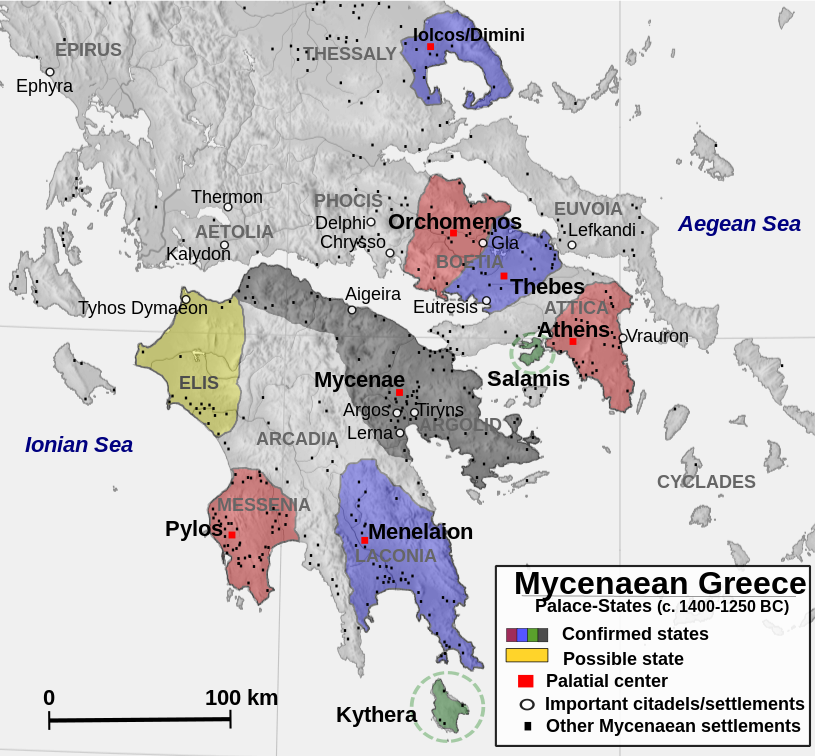 Iolcos/Dimini
EPIRUS
THESSALY
Ephyra
Thermon
PHOCIS
EUVOIA
Delphi
Orchomenos
Aegean Sea
AETOLIA
Lefkandi
Chrysso
Gla
Kalydon
BOETIA
Thebes
Tyhos Dymaeon
Aigeira
Eutresis
ATTICA
Athens
Vrauron
ELIS
Mycenae
Salamis
Argos
Tiryns
Ionian Sea
Lerna
ARGOLID
ARCADIA
CYCLADES
MESSENIA
Pylos
Menelaion
LACONIA
Mycenaean Greece
Palace-States (c. 1400-1250 BC)
Confirmed states
Possible state
Palatial center
Important citadels/settlements
Other Mycenaean settlements
0
100 km
Kythera